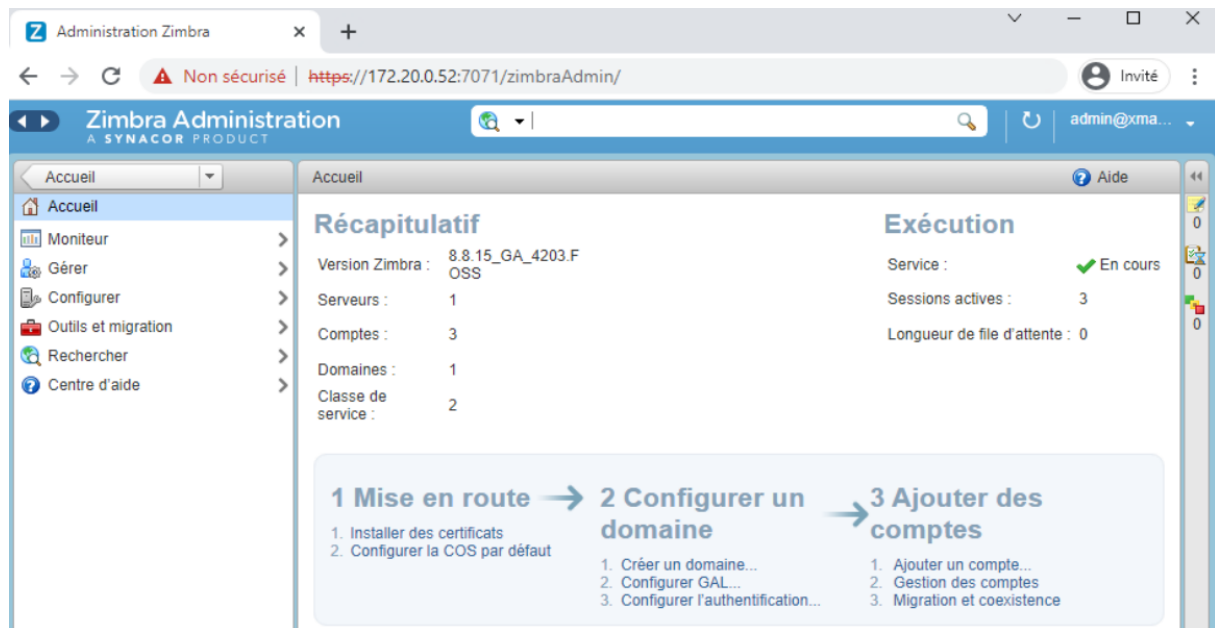 Administration Zimbra
Non sécurisé https://172.20.0.52:7071/zimbraAdmin/ Invité
Zimbra Administration
A SYNACOR PRODUCT
admin@xma...
Accueil
Accueil
Moniteur
Gérer
Configurer
Outils et migration
Rechercher
Centre d'aide
Accueil Aide
Récapitulatif
Version Zimbra : 8.8.15_GA_4203.F
OSS
Serveurs : 1
Comptes : 3
Domaines : 1
Classe de
service : 2
Exécution
Service : En cours
Sessions actives : 3
Longueur de file d'attente : 0
0
0
0
1 Mise en route
1. Installer des certificats
2. Configurer la COS par défaut
2 Configurer un
domaine
1. Créer un domaine...
2. Configurer GAL...
3. Configurer l'authentification...
3 Ajouter des
comptes
1. Ajouter un compte...
2. Gestion des comptes
3. Migration et coexistence